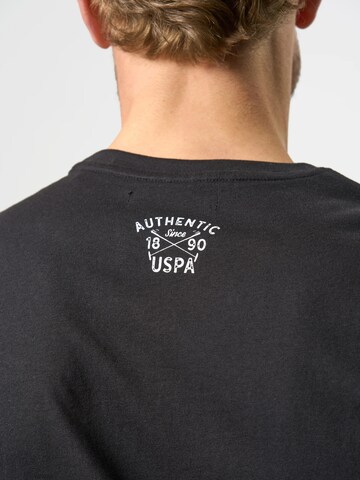 AUTHENTIC
Since
18 90
USPA